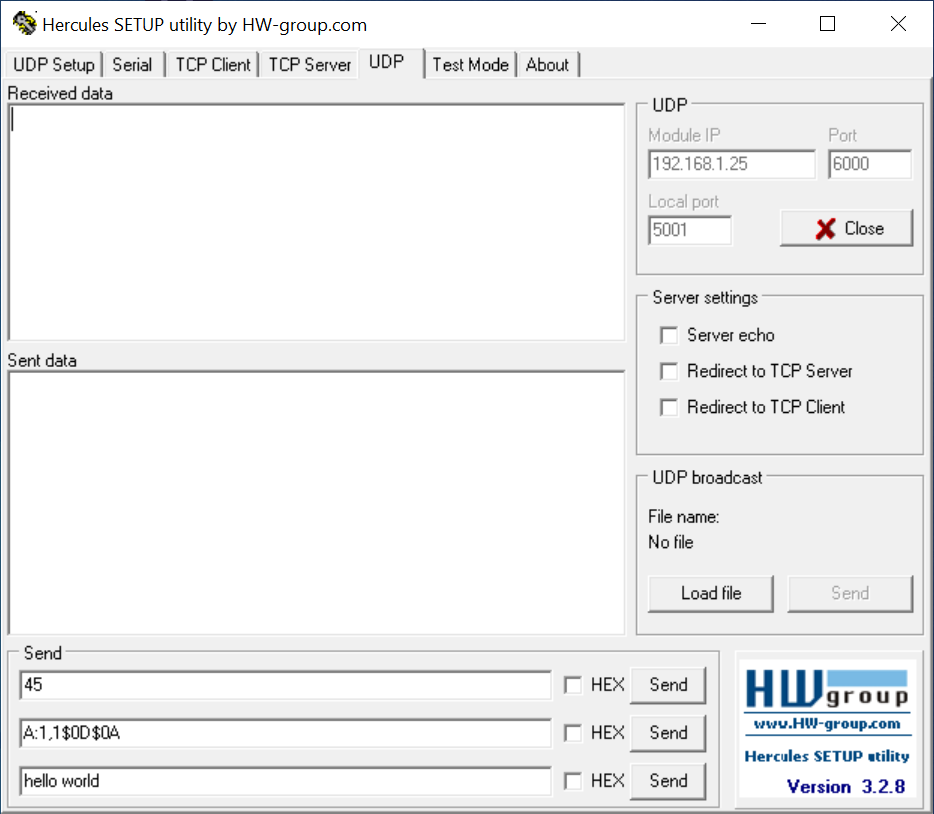 Hercules SETUP utility by HW-group.com
UDP Setup Serial TCP Client TCP Server UDP Test Mode About
Received data
UDP
Module IP Port
192.168.1.25 6000
Local port
5001 Close
Server settings
Server echo
Redirect to TCP Server
Redirect to TCP Client
Sent data
UDP broadcast
File name:
No file
Load file Send
Send
45 HEX Send
A:1,1$0D$0A HEX Send
hello world HEX Send
HW group
www.HW-group.com
Hercules SETUP utility
Version 3.2.8